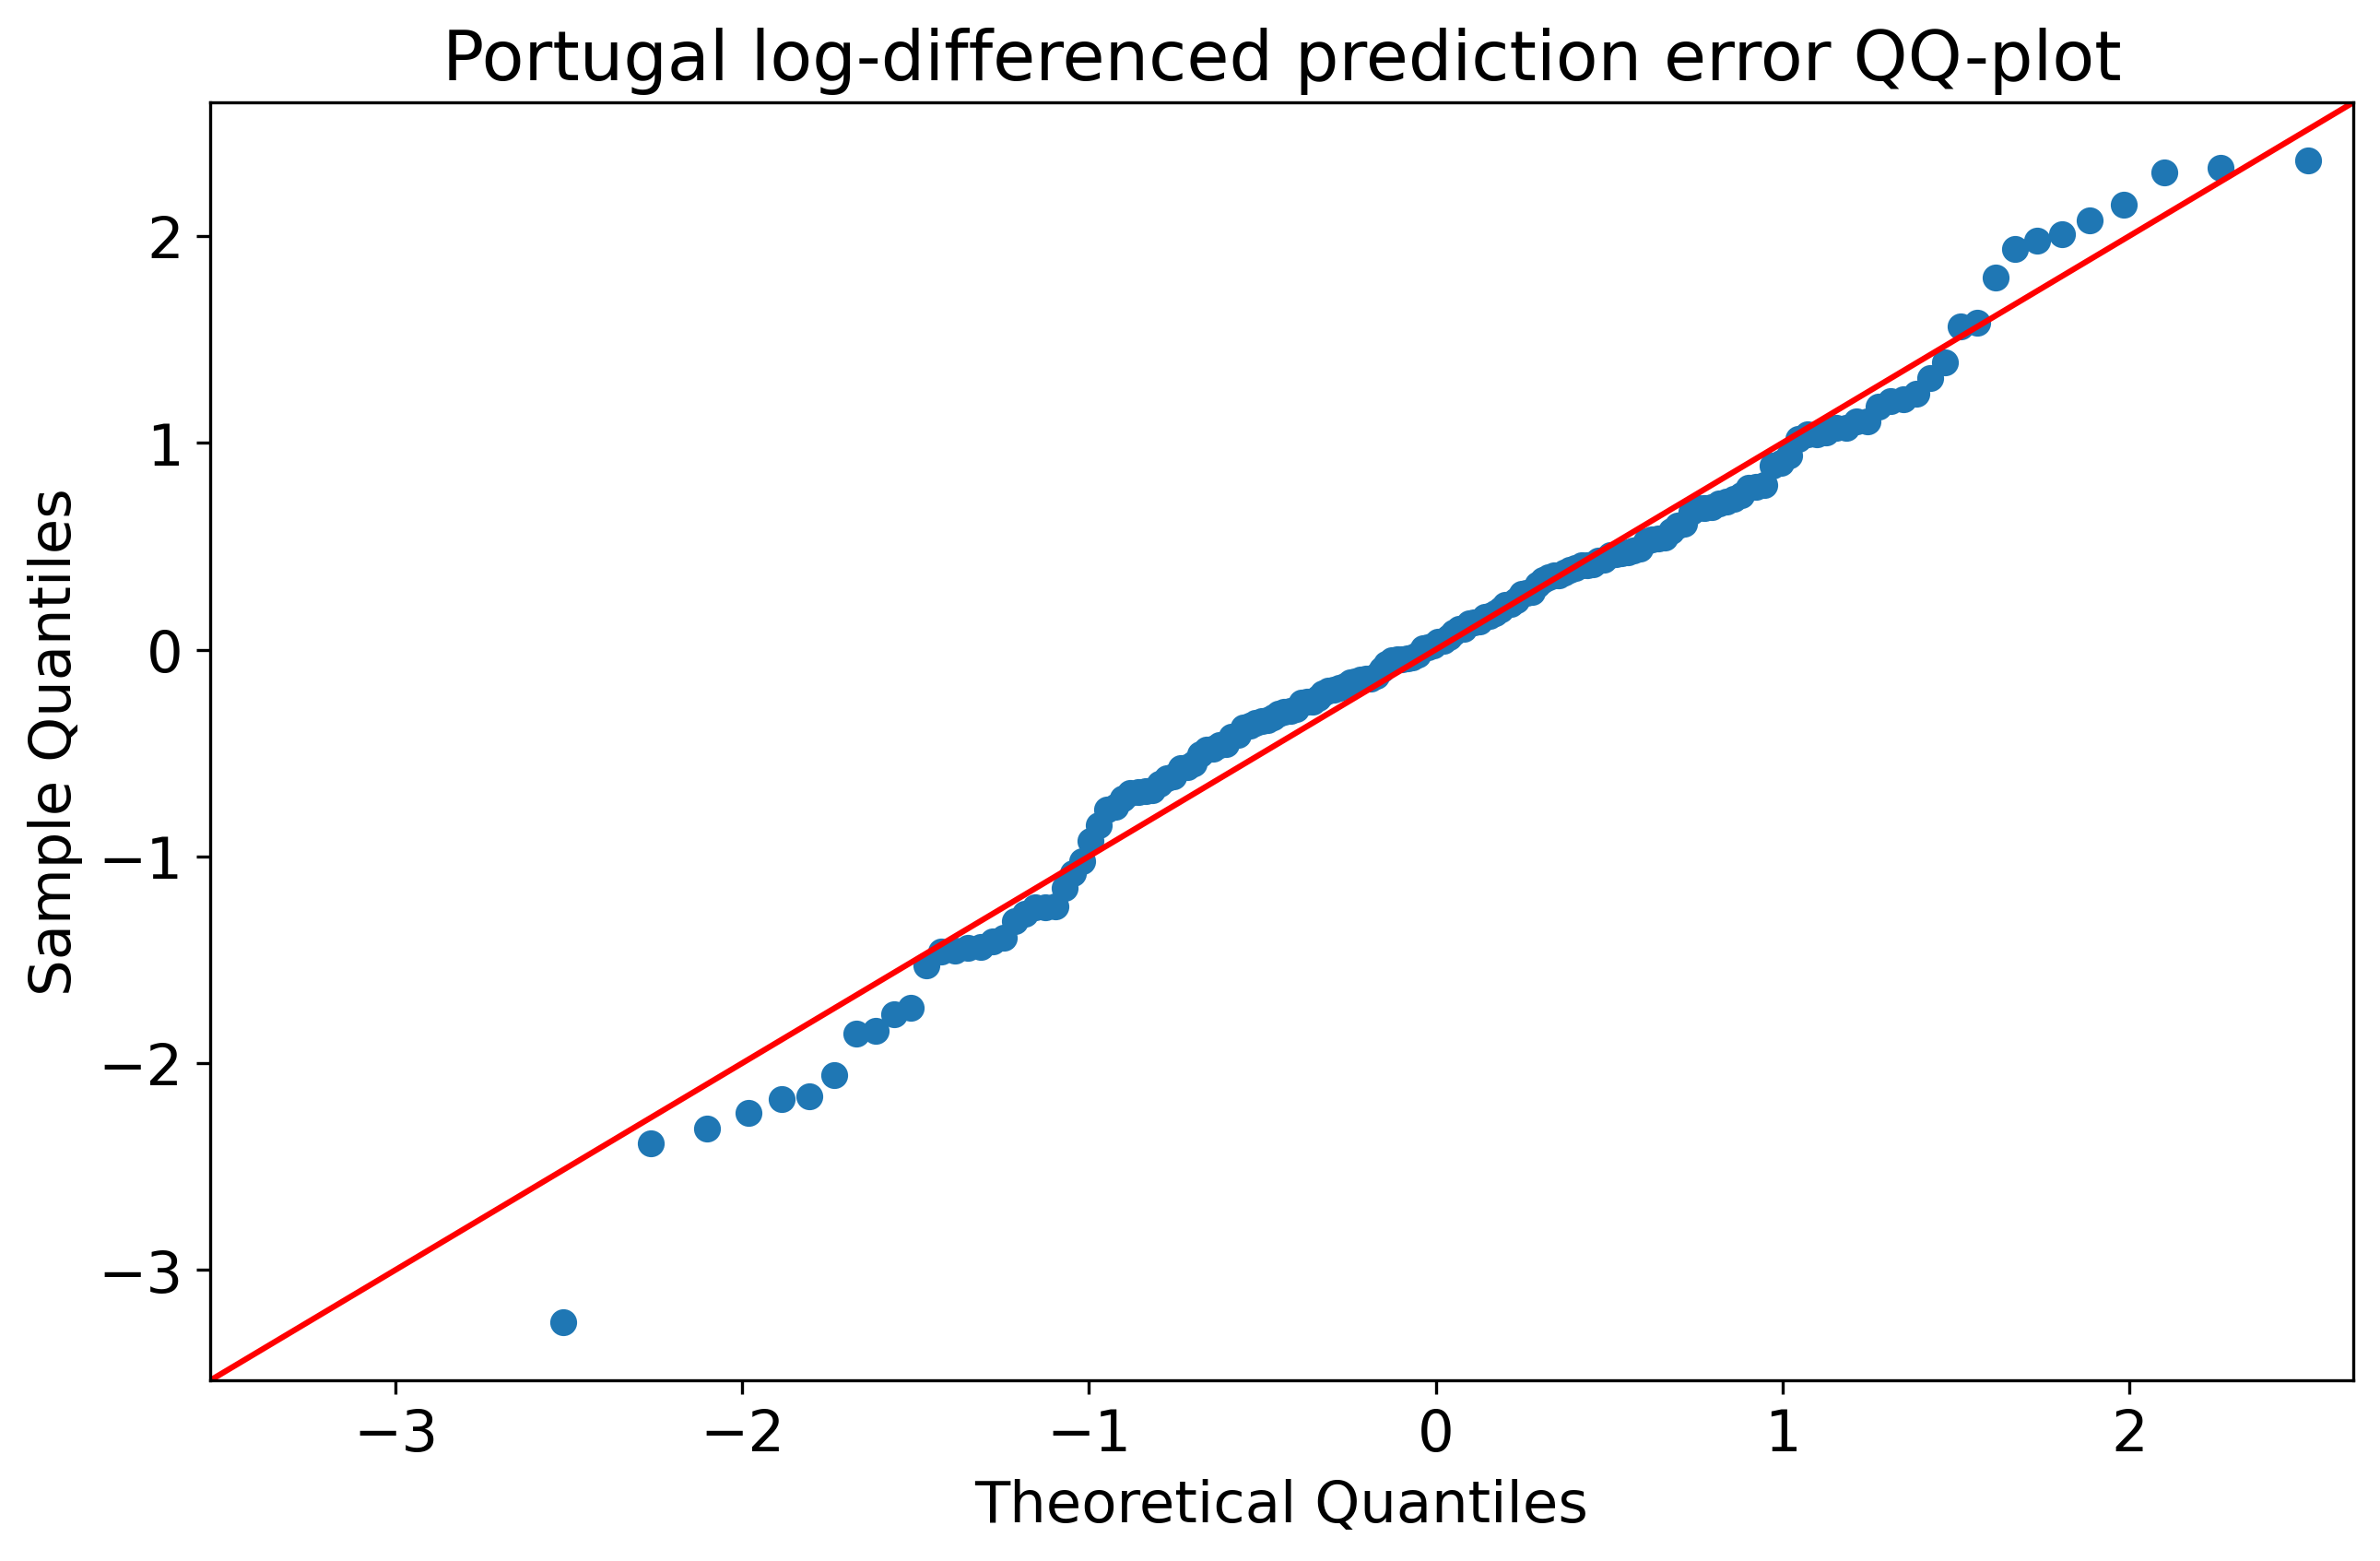 Portugal log-differenced prediction error QQ-plot
2
1
0
−1
−2
−3
Sample Quantiles
−3 −2 −1 0 1 2
Theoretical Quantiles